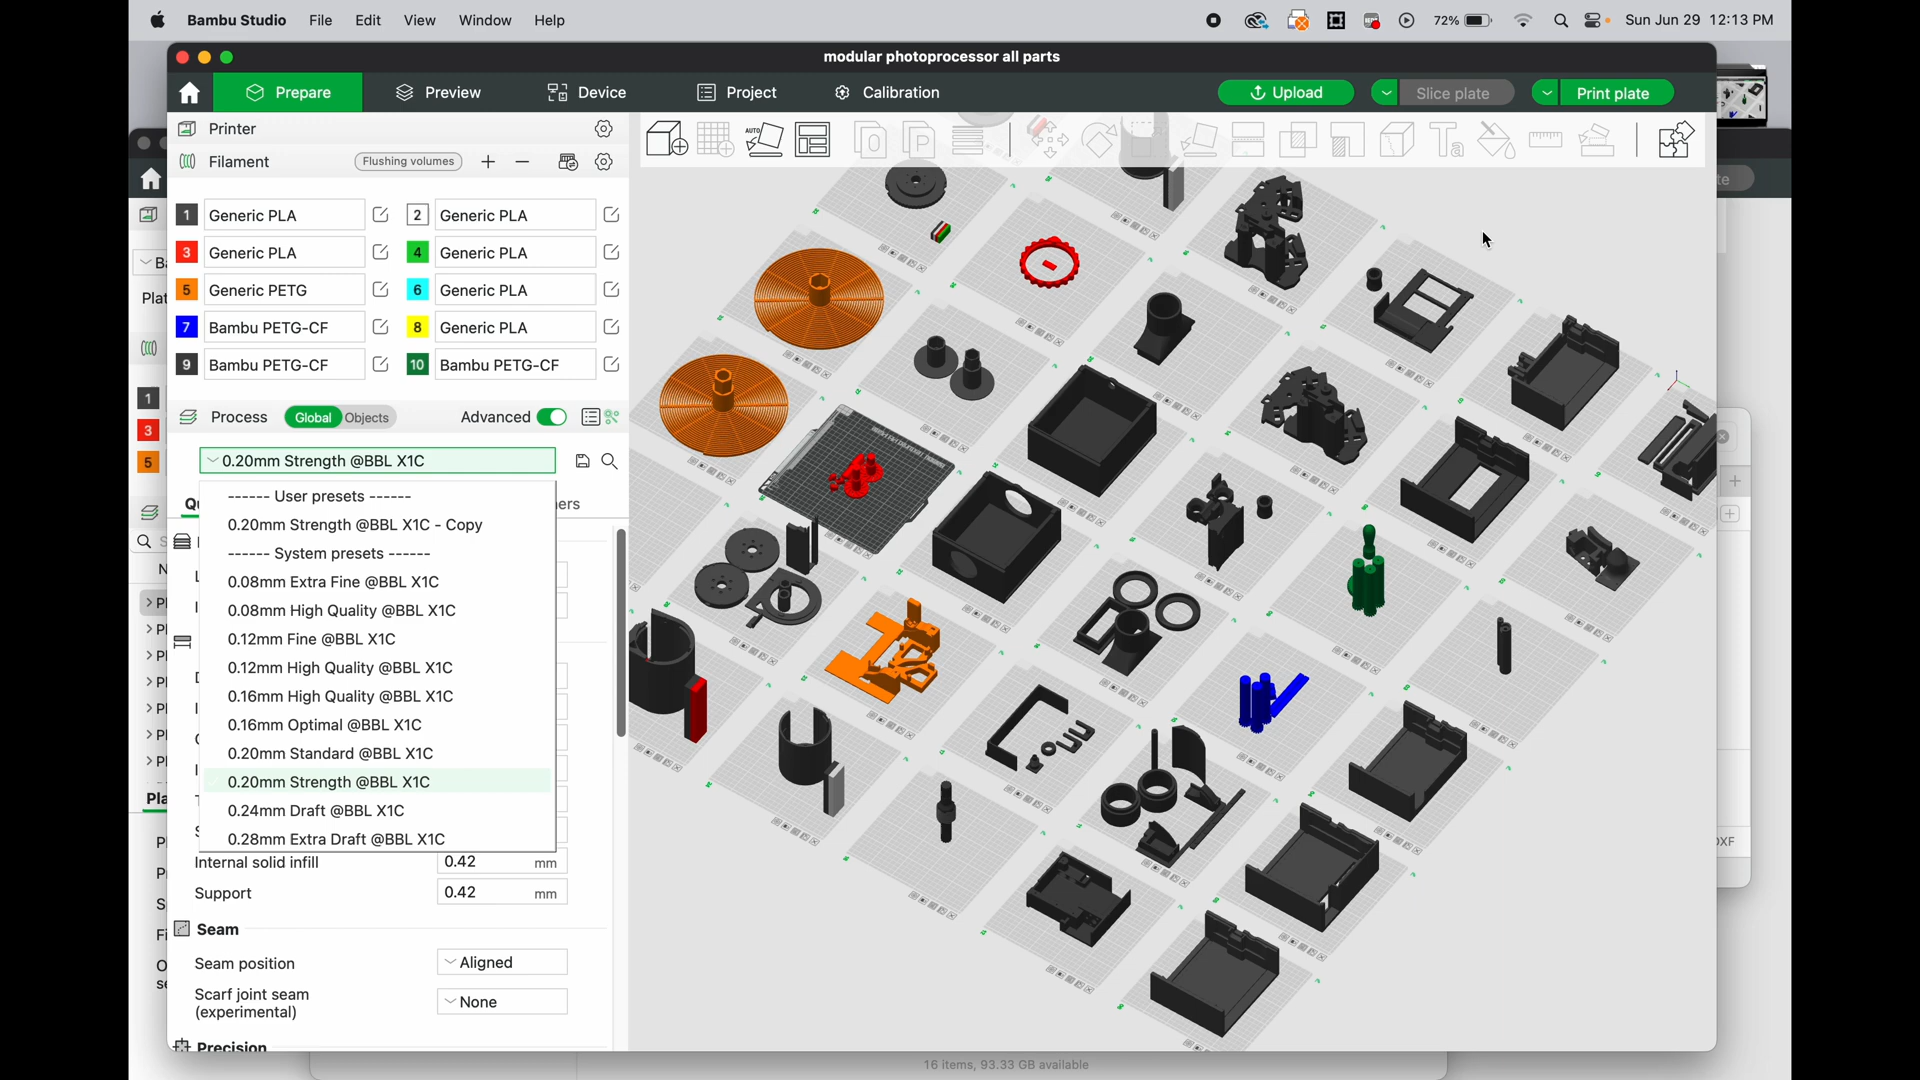 Bambu Studio File Edit View Window Help
72% Sun Jun 29 12:13 PM
modular photoprocessor all parts
Prepare Preview Device Project Calibration
Upload Slice plate Print plate
Printer
Filament Flushing volumes
1 Generic PLA 2 Generic PLA
3 Generic PLA 4 Generic PLA
5 Generic PETG 6 Generic PLA
7 Bambu PETG-CF 8 Generic PLA
9 Bambu PETG-CF 10 Bambu PETG-CF
Process Global Objects Advanced
0.20mm Strength @BBL X1C
------ User presets ------
0.20mm Strength @BBL X1C - Copy
------ System presets ------
0.08mm Extra Fine @BBL X1C
0.08mm High Quality @BBL X1C
0.12mm Fine @BBL X1C
0.12mm High Quality @BBL X1C
0.16mm High Quality @BBL X1C
0.16mm Optimal @BBL X1C
0.20mm Standard @BBL X1C
0.20mm Strength @BBL X1C
0.24mm Draft @BBL X1C
0.28mm Extra Draft @BBL X1C
Internal solid infill 0.42 mm
Support 0.42 mm
Seam
Seam position Aligned
Scarf joint seam
(experimental) None
Precision
AUTO
1
3
5
16 items, 93.33 GB available